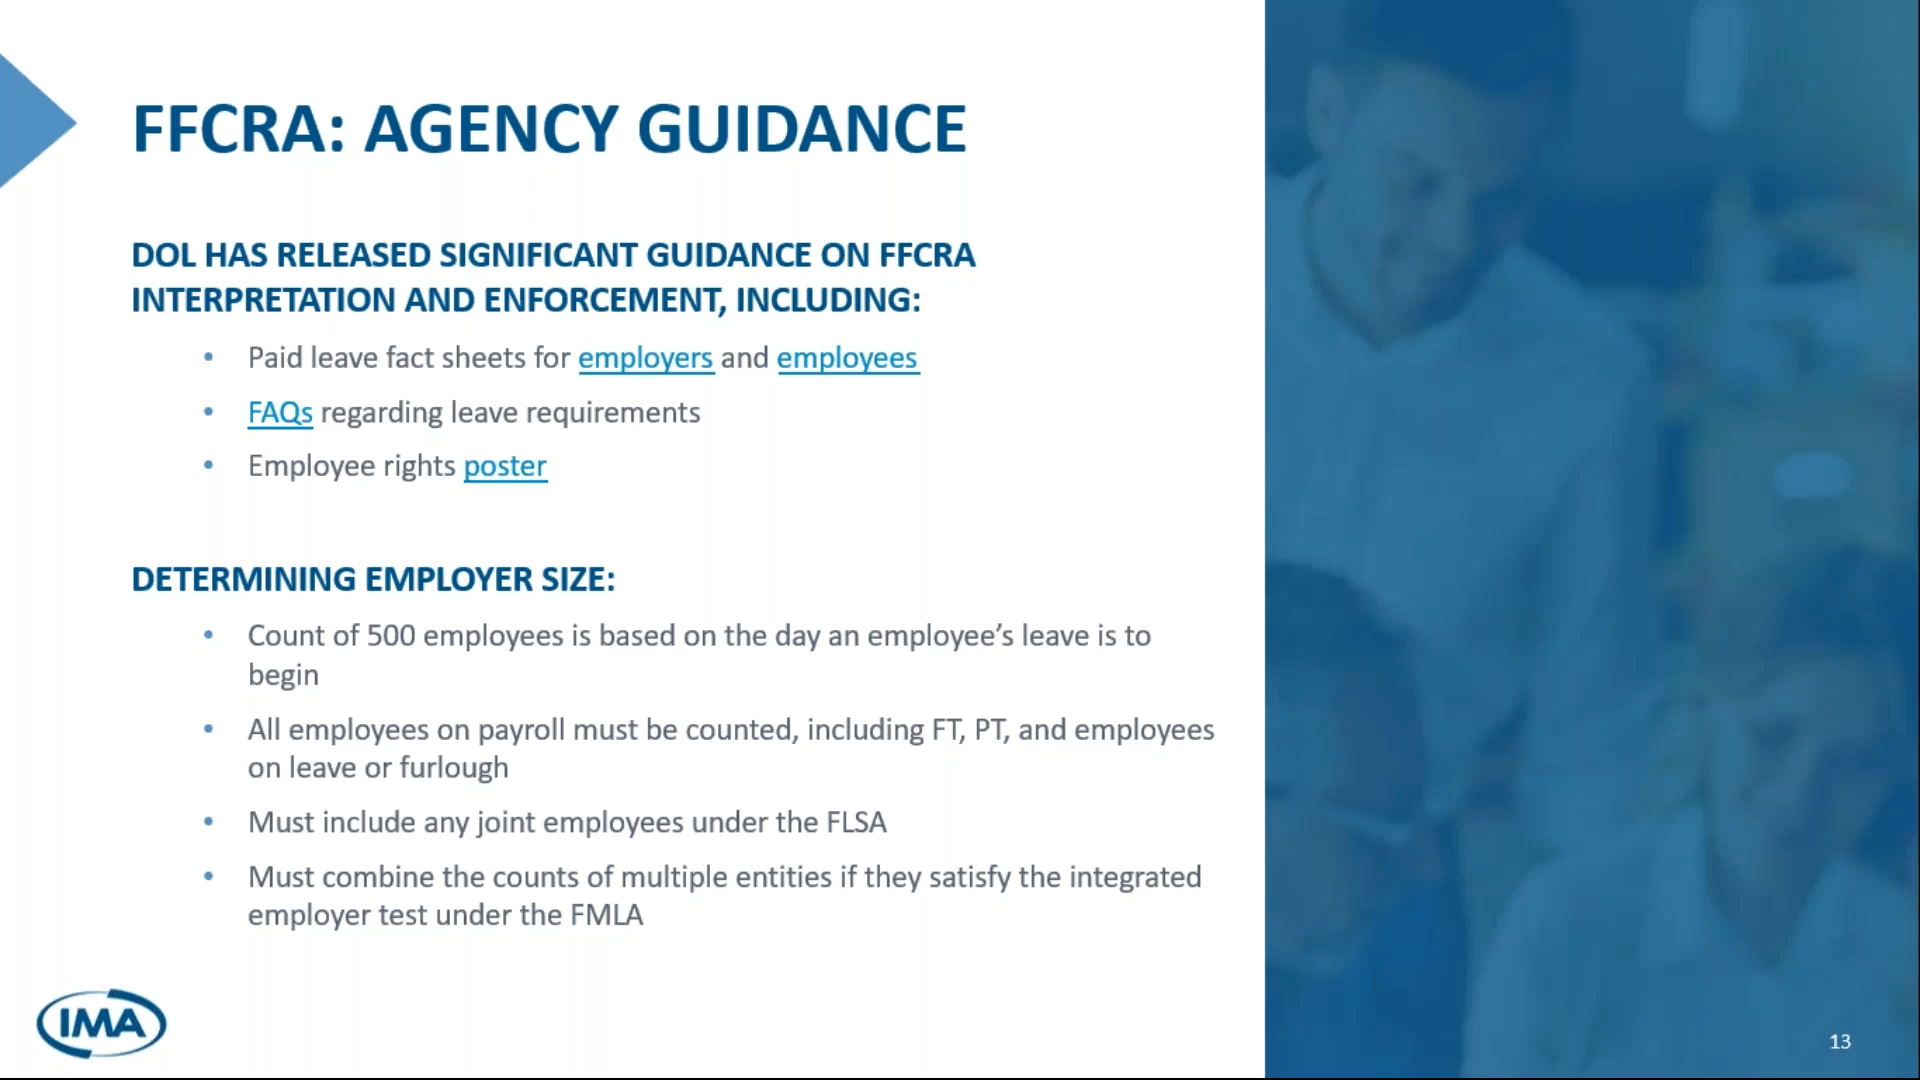 FFCRA: AGENCY GUIDANCE
DOL HAS RELEASED SIGNIFICANT GUIDANCE ON FFCRA
INTERPRETATION AND ENFORCEMENT, INCLUDING:
• Paid leave fact sheets for employers and employees
• FAQs regarding leave requirements
• Employee rights poster
DETERMINING EMPLOYER SIZE:
• Count of 500 employees is based on the day an employee’s leave is to
begin
• All employees on payroll must be counted, including FT, PT, and employees
on leave or furlough
• Must include any joint employees under the FLSA
• Must combine the counts of multiple entities if they satisfy the integrated
employer test under the FMLA
IMA
13